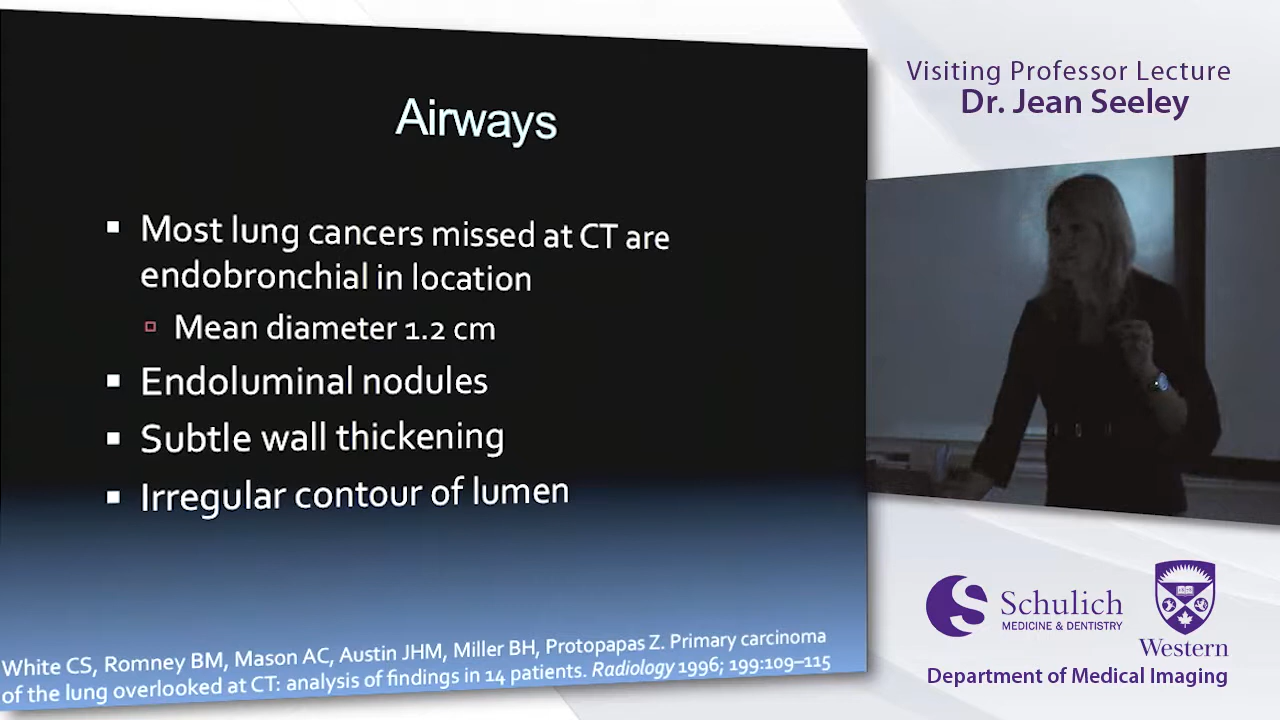 Airways
Most lung cancers missed at CT are
endobronchial in location
Mean diameter 1.2 cm
Endoluminal nodules
Subtle wall thickening
Irregular contour of lumen
White CS, Romney BM, Mason AC, Austin JHM, Miller BH, Protopapas Z. Primary carcinoma
of the lung overlooked at CT: analysis of findings in 14 patients. Radiology 1996; 199:109–115
Visiting Professor Lecture
Dr. Jean Seeley
Schulich
MEDICINE & DENTISTRY
Western
Department of Medical Imaging